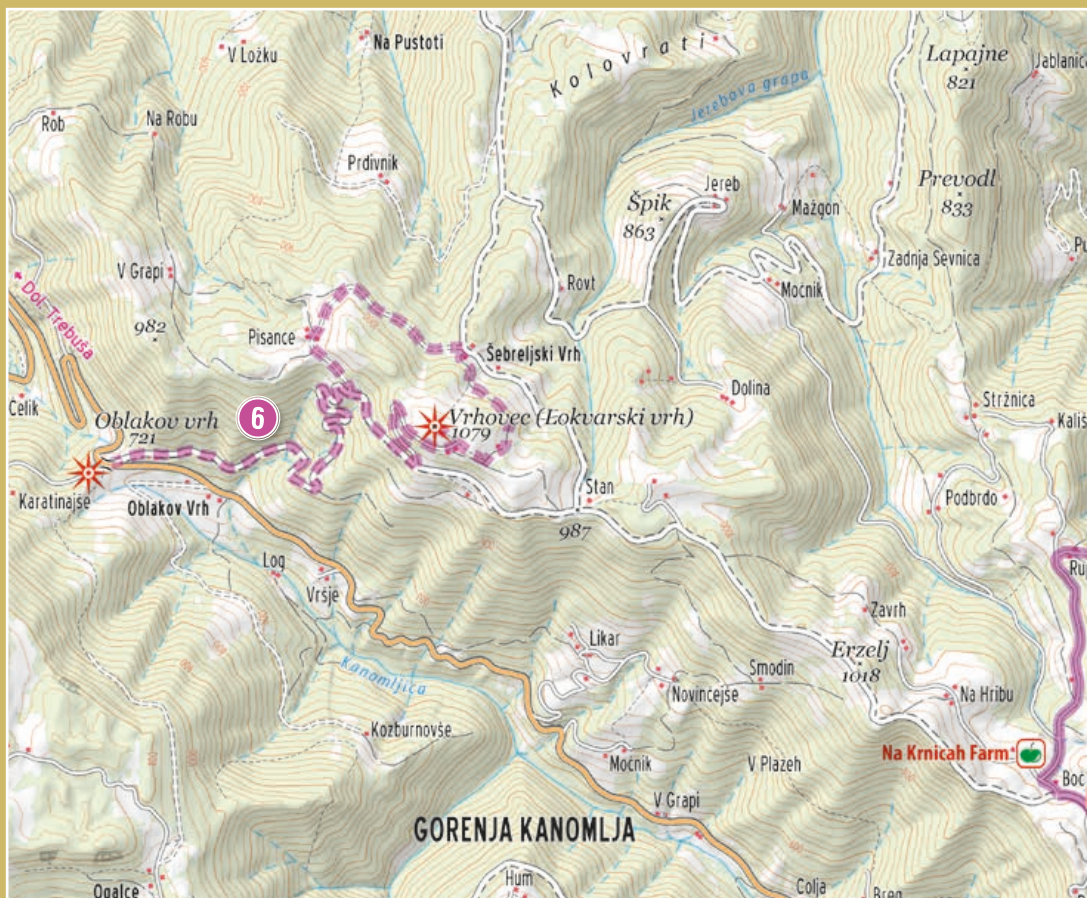 V Ložku
Na Pustoti
Kolovrati
Lapajne
821
Jablanica
Jerebova grapa
Rob
Na Robu
Prdivnik
Špik
863
Jereb
Mažgon
Prevodl
833
Zadnja Sevnica
V Grapi
982
Rovt
Močnik
Dol. Trebuša
Pisance
Šebreljski Vrh
Dolina
Čelik
Oblakov vrh
721
6
Vrhovec (Lokvarski vrh)
1079
Stržnica
Karatinajše
Oblakov Vrh
Stan
987
Podbrdo
Log
Vršje
Zavrh
Likar
Erzelj
1018
Kanomljica
Smodin
Novincejše
Na Hribu
Kozburnovše
Močnik
V Plazeh
Na Krnicah Farm
V Grapi
GORENJA KANOMLJA
Ogalce
Hum
Colja
Breg